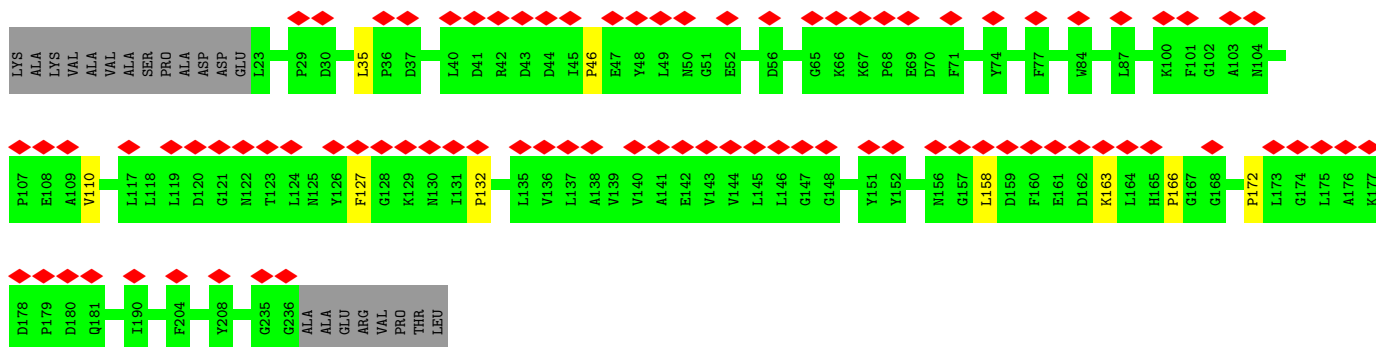 LYS ALA LYS VAL ALA VAL ALA SER PRO ALA ASP ASP GLU L23 P29 D30 L35 P36 D37 L40 D41 R42 D43 D44 I45 P46 E47 Y48 L49 N50 G51 E52 D56 G65 K66 K67 P68 E69 D70 F71 Y74 F77 W84 L87 K100 F101 G102 A103 N104
P107 E108 A109 V110 L117 L118 L119 D120 G121 N122 T123 L124 N125 Y126 F127 G128 K129 N130 I131 P132 L135 V136 L137 A138 V139 V140 A141 E142 V143 V144 L145 L146 G147 G148 Y151 Y152 N156 G157 L158 D159 F160 E161 D162 K163 L164 H165 P166 G167 G168 P172 L173 G174 L175 A176 K177
D178 P179 D180 Q181 I190 F204 Y208 G235 G236 ALA ALA GLU ARG VAL PRO THR LEU